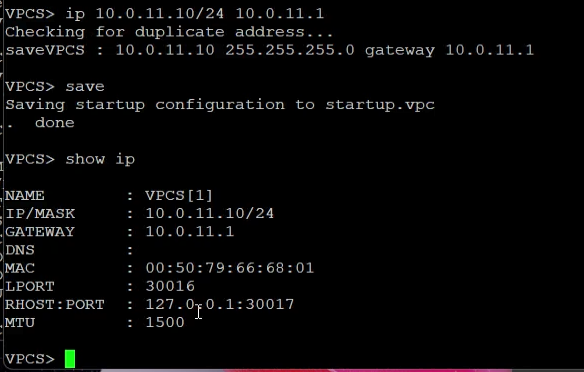 VPCS> ip 10.0.11.10/24 10.0.11.1
Checking for duplicate address...
saveVPCS : 10.0.11.10 255.255.255.0 gateway 10.0.11.1
VPCS> save
Saving startup configuration to startup.vpc
.  done
VPCS> show ip
NAME        : VPCS[1]
IP/MASK     : 10.0.11.10/24
GATEWAY     : 10.0.11.1
DNS         :
MAC         : 00:50:79:66:68:01
LPORT       : 30016
RHOST:PORT  : 127.0.0.1:30017
MTU         : 1500
VPCS>